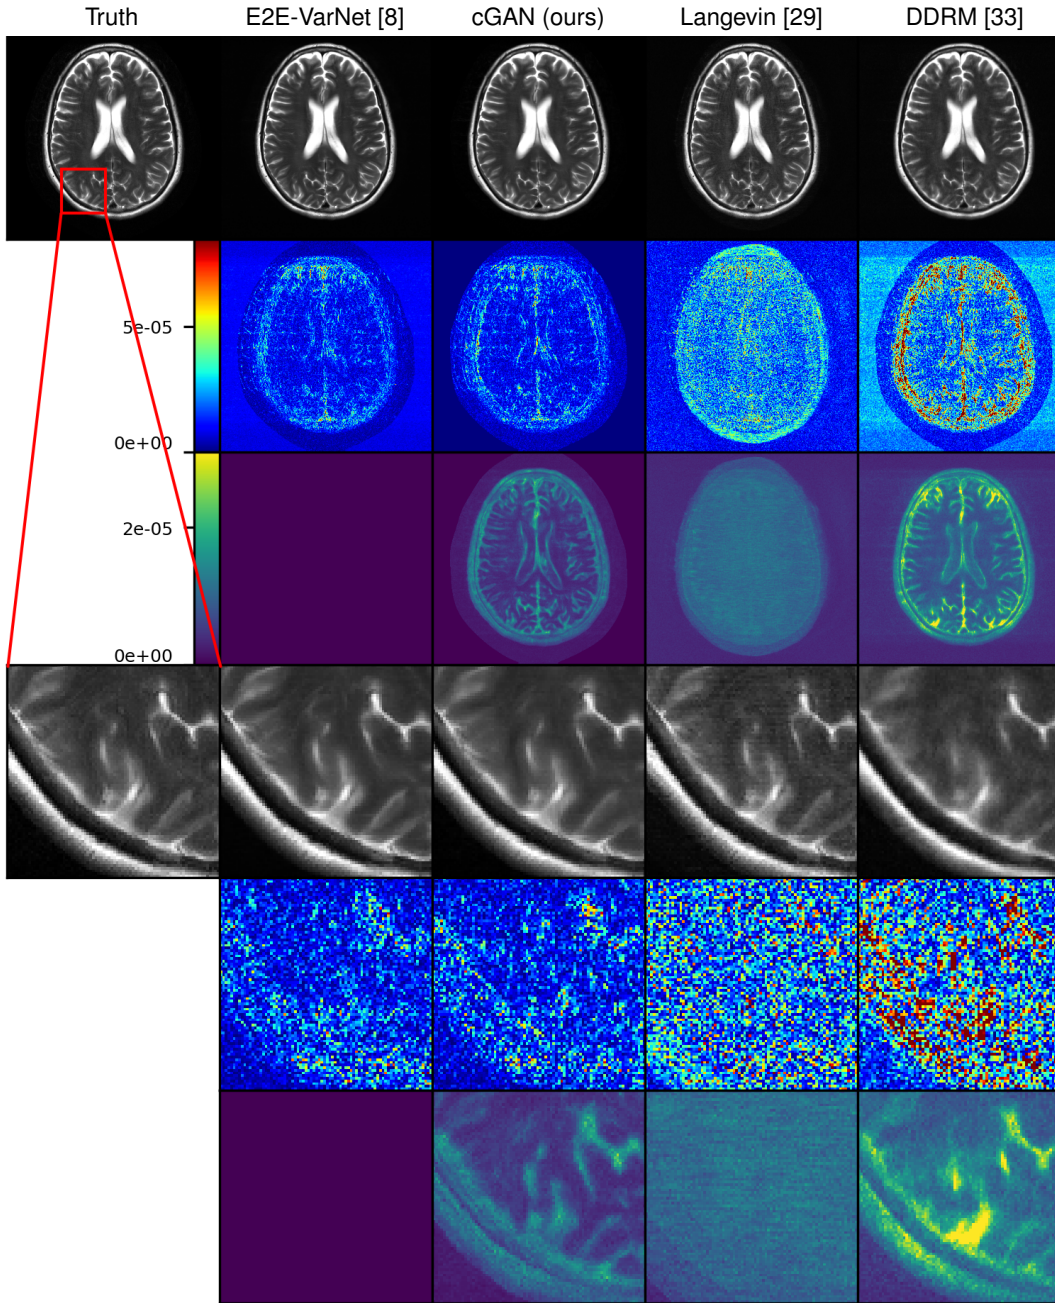 Truth E2E-VarNet [8] cGAN (ours) Langevin [29] DDRM [33]
5e-05
0e+00
2e-05
0e+00